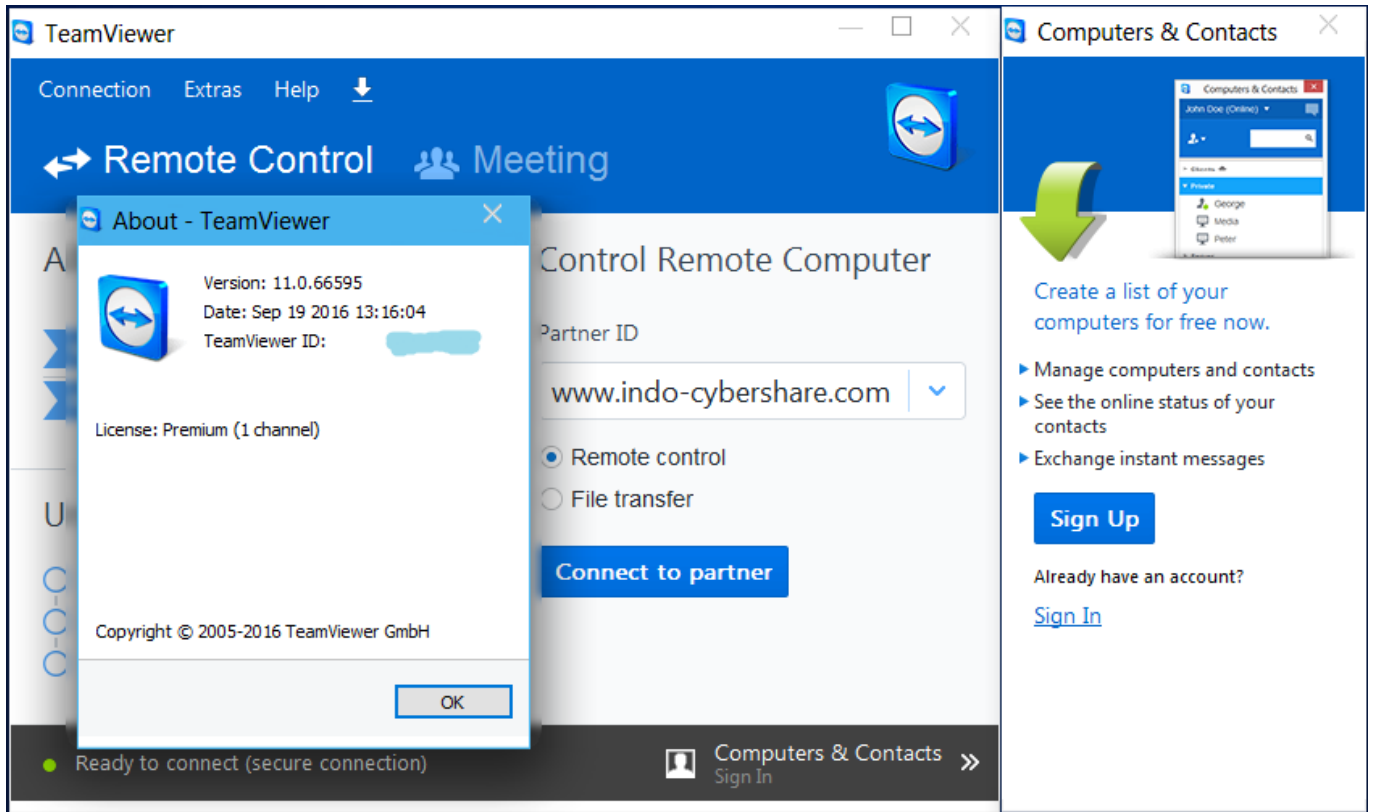 TeamViewer
Connection Extras Help
Remote Control Meeting
About - TeamViewer
Version: 11.0.66595
Date: Sep 19 2016 13:16:04
TeamViewer ID:
License: Premium (1 channel)
Copyright © 2005-2016 TeamViewer GmbH
OK
A
U
Control Remote Computer
Partner ID
www.indo-cybershare.com
Remote control
File transfer
Connect to partner
Ready to connect (secure connection)
Computers & Contacts
Sign In
Computers & Contacts
Computers & Contacts
John Doe (Online)
Private
George
Media
Peter
Create a list of your
computers for free now.
Manage computers and contacts
See the online status of your
contacts
Exchange instant messages
Sign Up
Already have an account?
Sign In